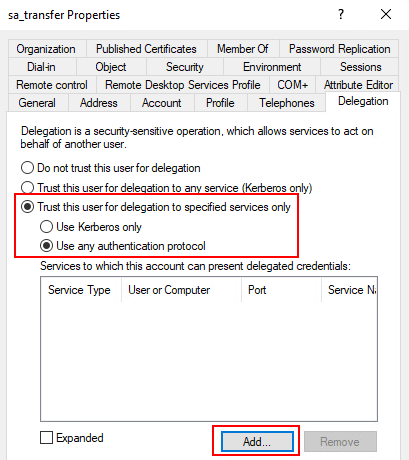 sa_transfer Properties
Organization Published Certificates Member Of Password Replication
Dial-in Object Security Environment Sessions
Remote control Remote Desktop Services Profile COM+ Attribute Editor
General Address Account Profile Telephones Delegation
Delegation is a security-sensitive operation, which allows services to act on
behalf of another user.
Do not trust this user for delegation
Trust this user for delegation to any service (Kerberos only)
Trust this user for delegation to specified services only
Use Kerberos only
Use any authentication protocol
Services to which this account can present delegated credentials:
Service Type User or Computer Port Service
Expanded Add... Remove